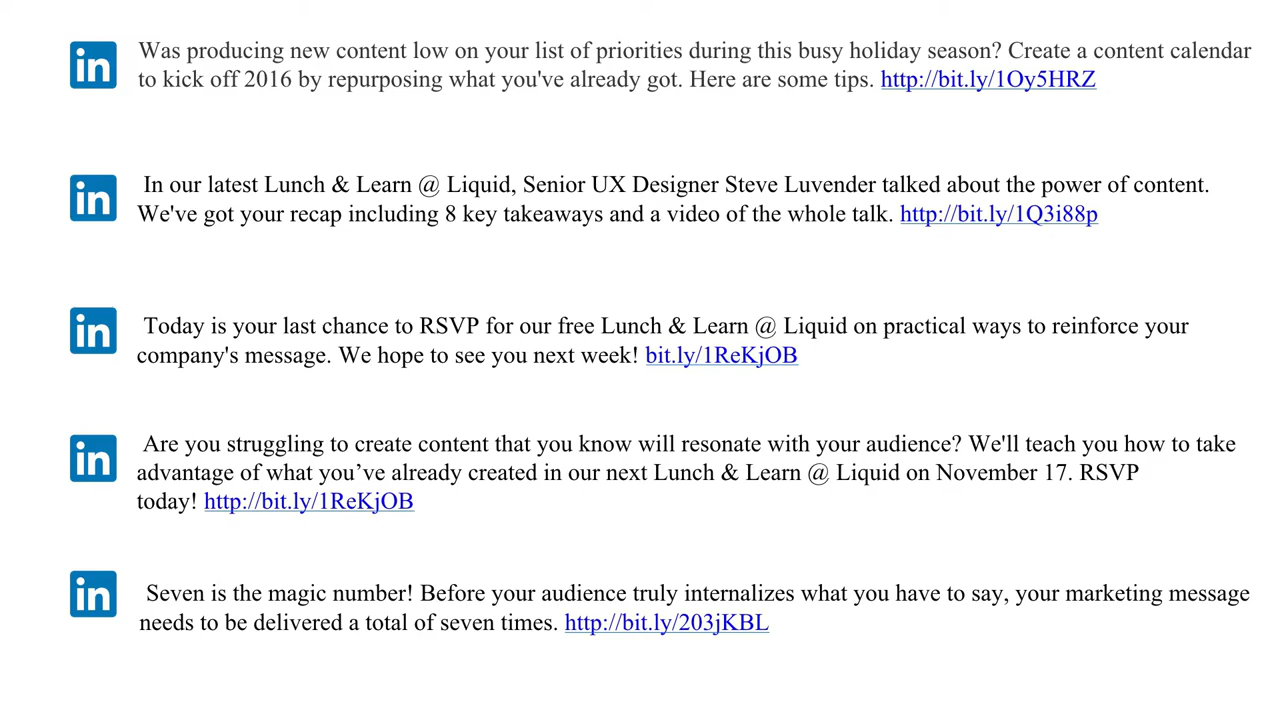 in Was producing new content low on your list of priorities during this busy holiday season? Create a content calendar
to kick off 2016 by repurposing what you've already got. Here are some tips. http://bit.ly/1Oy5HRZ
in In our latest Lunch & Learn @ Liquid, Senior UX Designer Steve Luvender talked about the power of content.
We've got your recap including 8 key takeaways and a video of the whole talk. http://bit.ly/1Q3i88p
in Today is your last chance to RSVP for our free Lunch & Learn @ Liquid on practical ways to reinforce your
company's message. We hope to see you next week! bit.ly/1ReKjOB
in Are you struggling to create content that you know will resonate with your audience? We'll teach you how to take
advantage of what you’ve already created in our next Lunch & Learn @ Liquid on November 17. RSVP
today! http://bit.ly/1ReKjOB
in Seven is the magic number! Before your audience truly internalizes what you have to say, your marketing message
needs to be delivered a total of seven times. http://bit.ly/203jKBL